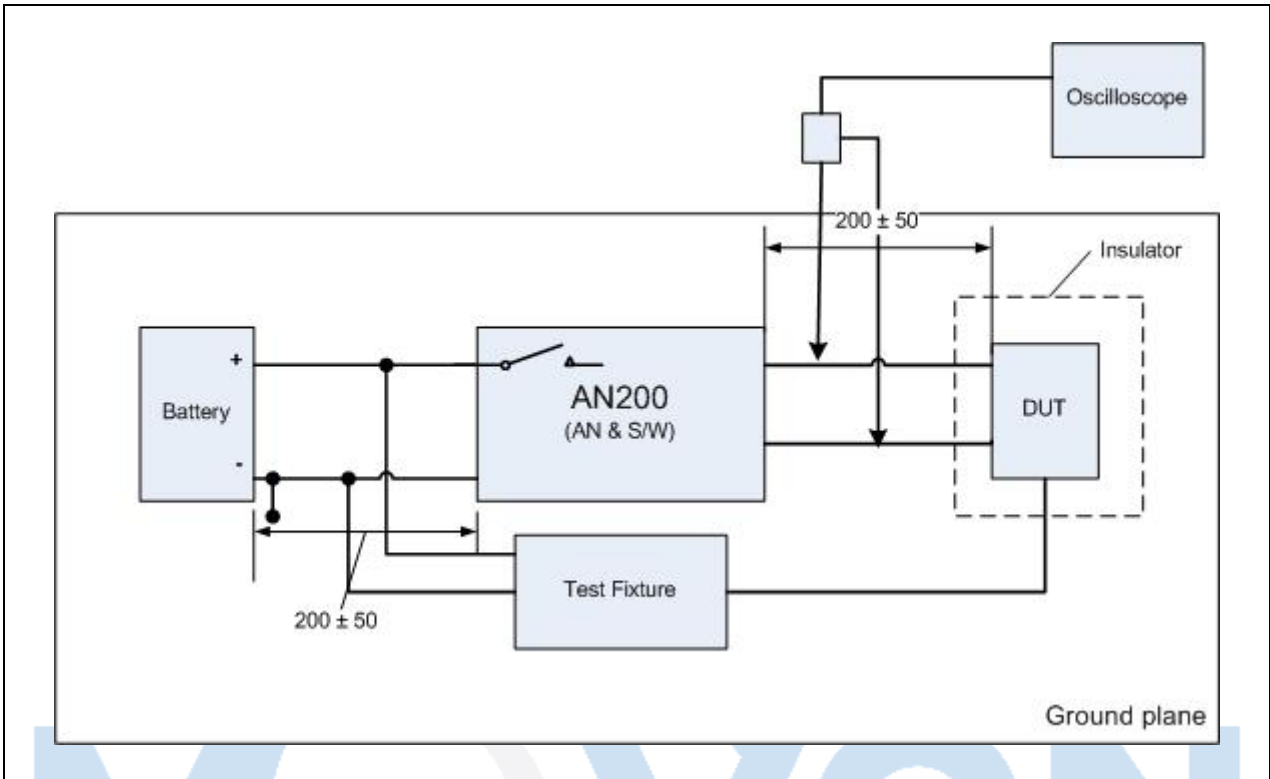 Oscilloscope
200 ± 50
Insulator
+
Battery
-
AN200
(AN & S/W)
DUT
Test Fixture
200 ± 50
Ground plane